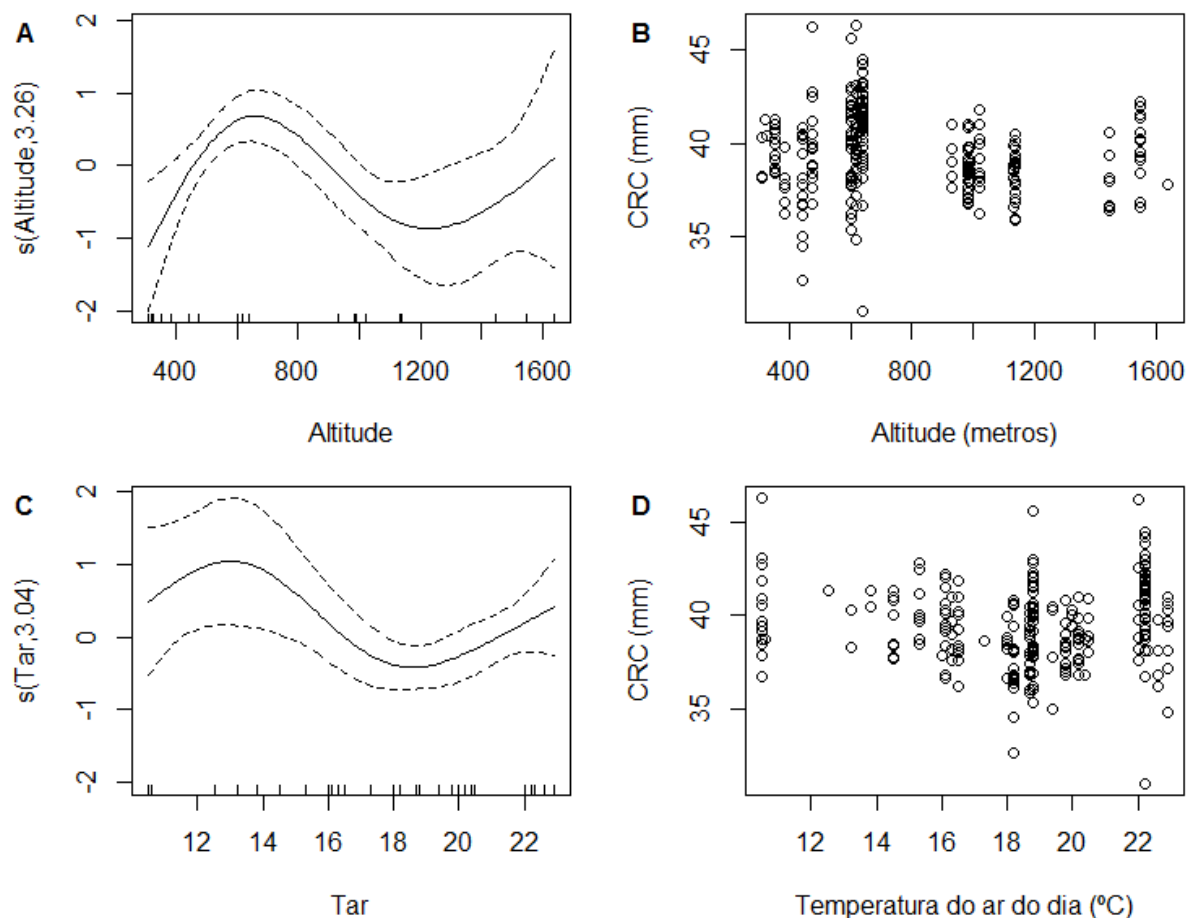 A
s(Altitude,3.26)
2
1
0
-1
-2
400 800 1200 1600
Altitude
B
CRC (mm)
45
40
35
400 800 1200 1600
Altitude (metros)
C
s(Tar,3.04)
2
1
0
-1
-2
12 14 16 18 20 22
Tar
D
CRC (mm)
45
40
35
12 14 16 18 20 22
Temperatura do ar do dia (ºC)